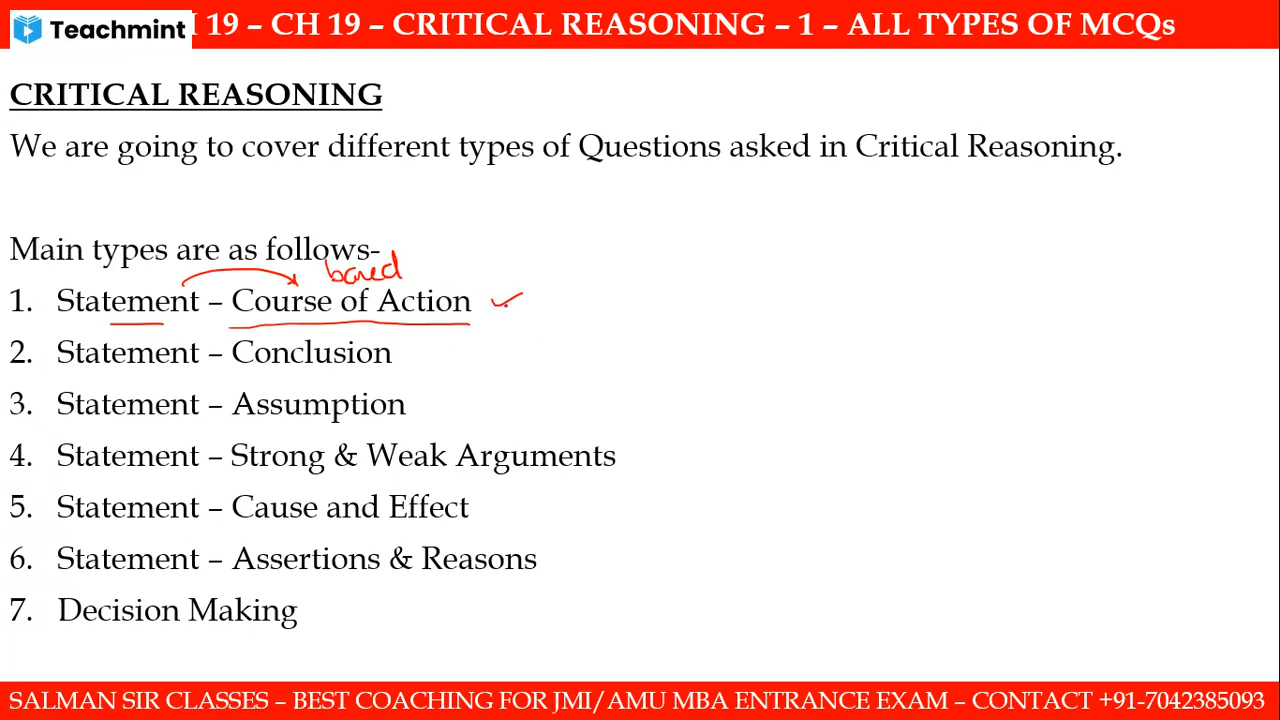 Teachmint
19 – CH 19 – CRITICAL REASONING – 1 – ALL TYPES OF MCQs
CRITICAL REASONING
We are going to cover different types of Questions asked in Critical Reasoning.
Main types are as follows-
based
1. Statement – Course of Action
2. Statement – Conclusion
3. Statement – Assumption
4. Statement – Strong & Weak Arguments
5. Statement – Cause and Effect
6. Statement – Assertions & Reasons
7. Decision Making
SALMAN SIR CLASSES – BEST COACHING FOR JMI/AMU MBA ENTRANCE EXAM – CONTACT +91-7042385093